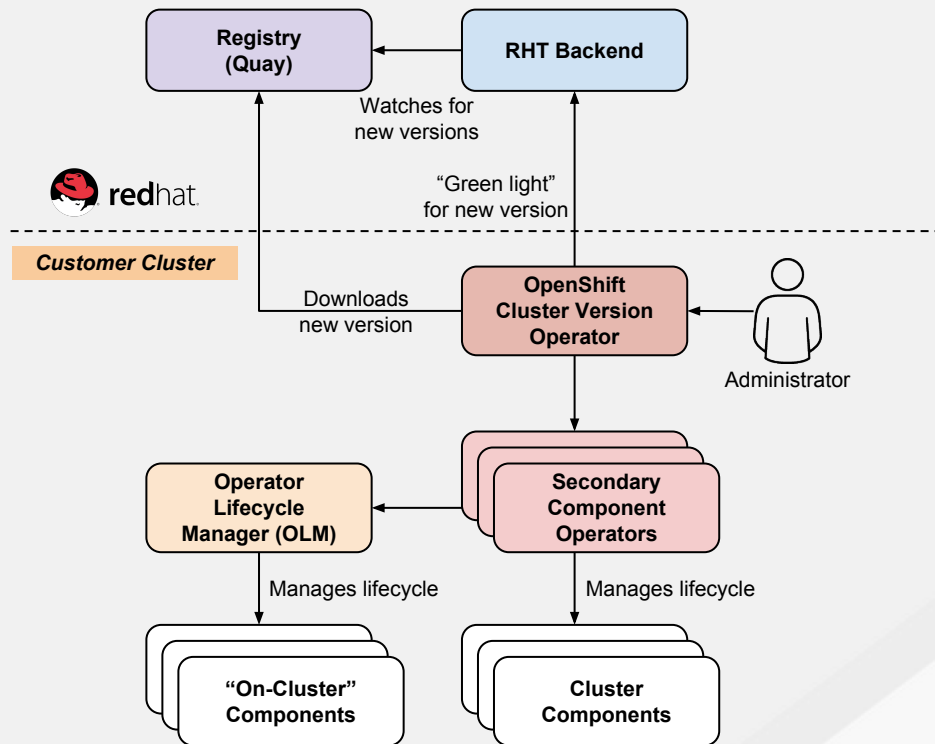 Registry
(Quay)
RHT Backend
Watches for
new versions
redhat.
“Green light”
for new version
Customer Cluster
OpenShift
Cluster Version
Operator
Downloads
new version
Administrator
Operator
Lifecycle
Manager (OLM)
Secondary
Component
Operators
Manages lifecycle
Manages lifecycle
“On-Cluster”
Components
Cluster
Components